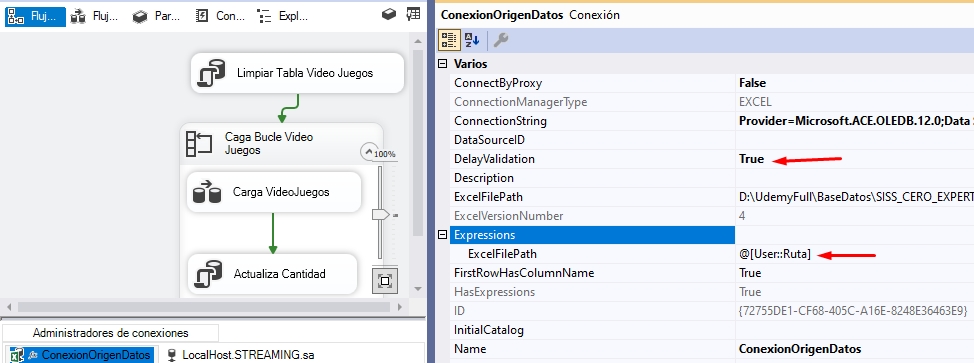 Fluj...
Fluj...
Par...
Con...
Expl...
Limpiar Tabla Video Juegos
Caga Bucle Video
Juegos
100%
Carga VideoJuegos
Actualiza Cantidad
Administradores de conexiones
ConexionOrigenDatos
LocalHost.STREAMING.sa
ConexionOrigenDatos Conexión
Varios
ConnectByProxy False
ConnectionManagerType EXCEL
ConnectionString Provider=Microsoft.ACE.OLEDB.12.0;Data
DataSourceID
DelayValidation True
Description
ExcelFilePath D:\UdemyFull\BaseDatos\SISS_CERO_EXPERT
ExcelVersionNumber 4
Expressions
ExcelFilePath @[User::Ruta]
FirstRowHasColumnName True
HasExpressions True
ID {72755DE1-CF68-405C-A16E-8248E36463E9}
InitialCatalog
Name ConexionOrigenDatos